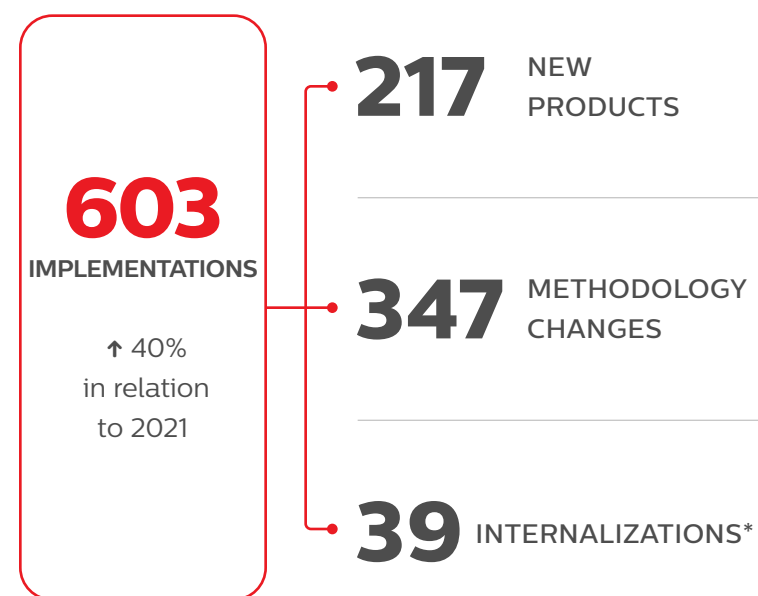 603
IMPLEMENTATIONS
↑ 40%
in relation
to 2021
217
NEW
PRODUCTS
347
METHODOLOGY
CHANGES
39
INTERNALIZATIONS*